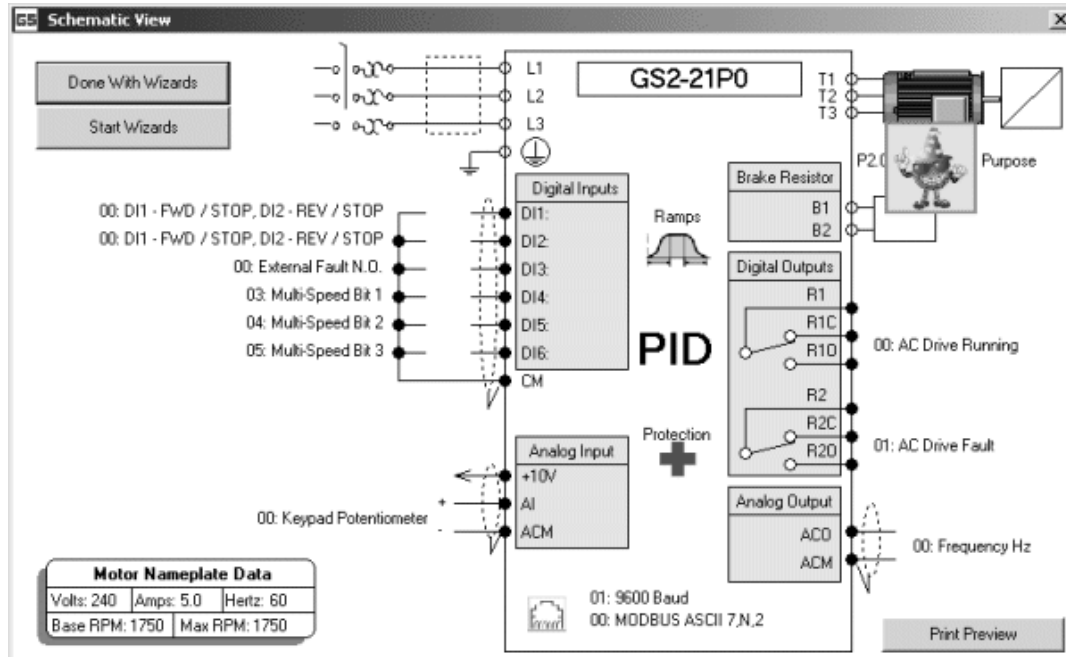 GS Schematic View
Done With Wizards
Start Wizards
L1
L2
L3
GS2-21P0
T1
T2
T3
P2.0
Purpose
Digital Inputs
00: DI1 - FWD / STOP, DI2 - REV / STOP
DI1:
00: DI1 - FWD / STOP, DI2 - REV / STOP
DI2:
00: External Fault N.O.
DI3:
03: Multi-Speed Bit 1
DI4:
04: Multi-Speed Bit 2
DI5:
05: Multi-Speed Bit 3
DI6:
CM
Ramps
PID
Protection
Brake Resistor
B1
B2
Digital Outputs
R1
R1C
R1O
00: AC Drive Running
R2
R2C
R2O
01: AC Drive Fault
Analog Input
+10V
+
AI
00: Keypad Potentiometer
-
ACM
Analog Output
ACO
ACM
00: Frequency Hz
Motor Nameplate Data
Volts: 240 Amps: 5.0 Hertz: 60
Base RPM: 1750 Max RPM: 1750
01: 9600 Baud
00: MODBUS ASCII 7,N,2
Print Preview